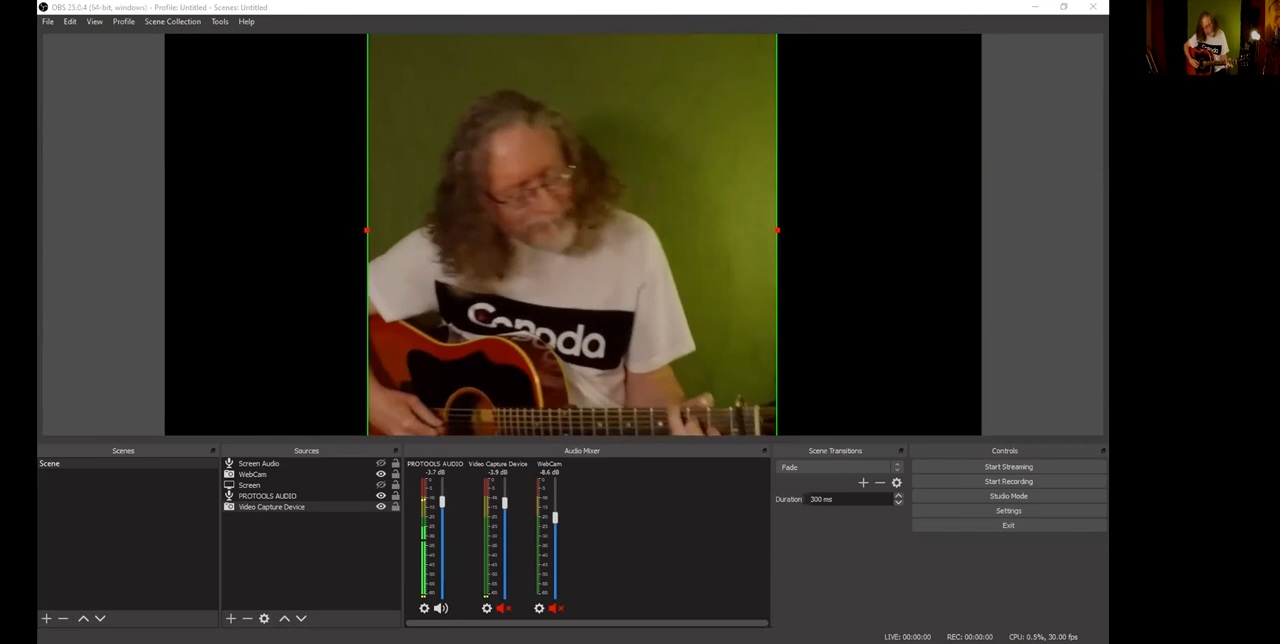 OBS 25.0.4 (64-bit, windows) - Profile: Untitled - Scenes: Untitled
File Edit View Profile Scene Collection Tools Help
Canada
Canada
Scenes
Scene
Sources
Screen Audio
WebCam
Screen
PROTOOLS AUDIO
Video Capture Device
Audio Mixer
PROTOOLS AUDIO Video Capture Device WebCam
-3.7 dB -3.9 dB -8.6 dB
Scene Transitions
Fade
Duration 300 ms
Controls
Start Streaming
Start Recording
Studio Mode
Settings
Exit
LIVE: 00:00:00 REC: 00:00:00 CPU: 0.5%, 30.00 fps